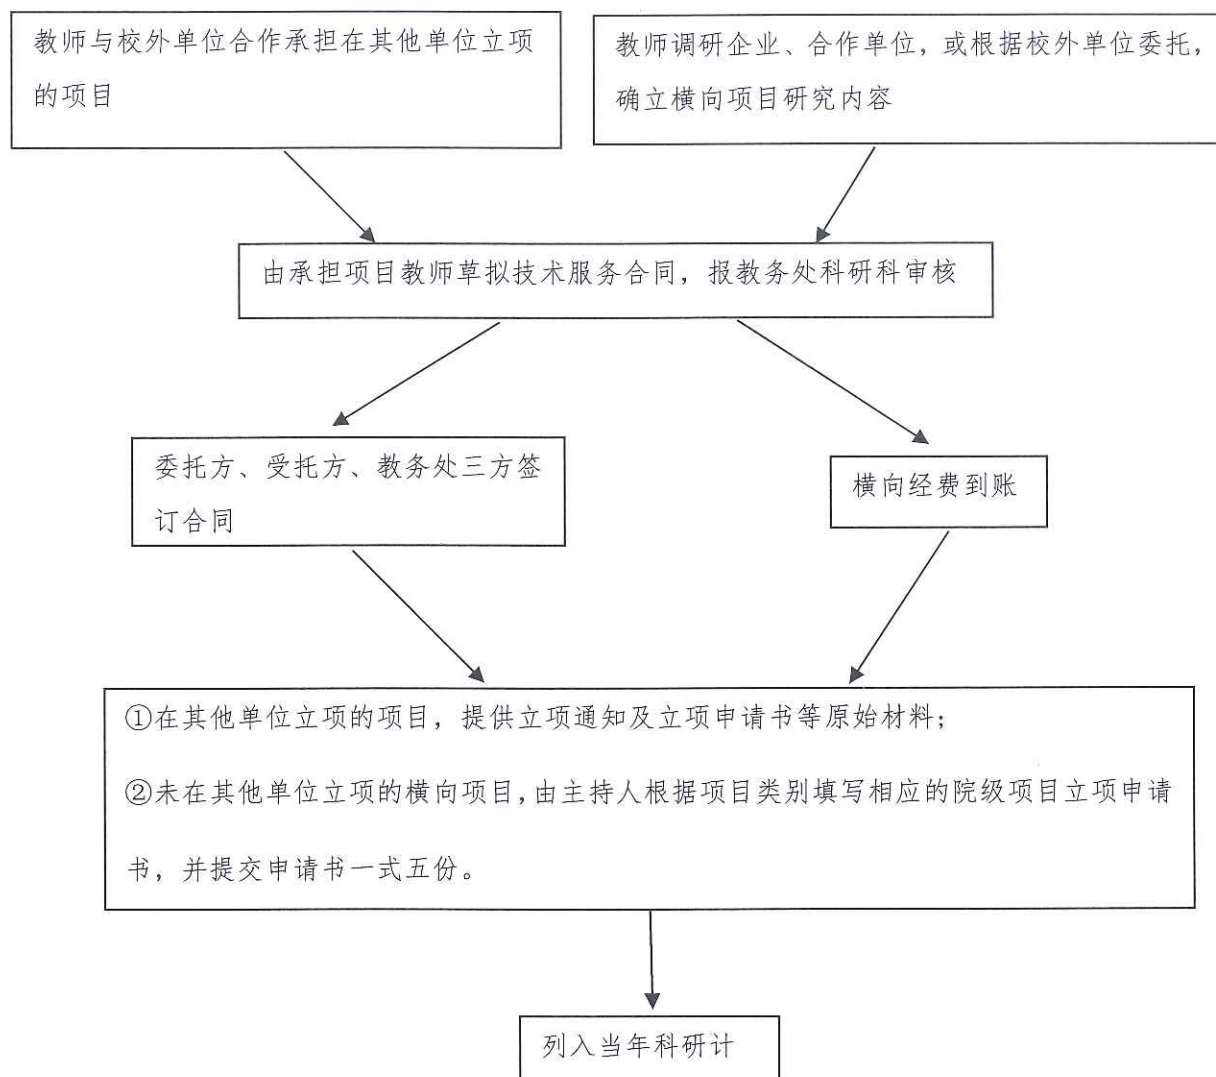 教师与校外单位合作承担在其他单位立项
的项目
教师调研企业、合作单位，或根据校外单位委托，
确立横向项目研究内容
由承担项目教师草拟技术服务合同，报教务处科研科审核
委托方、受托方、教务处三方签
订合同
横向经费到账
①在其他单位立项的项目，提供立项通知及立项申请书等原始材料；
②未在其他单位立项的横向项目，由主持人根据项目类别填写相应的院级项目立项申请
书，并提交申请书一式五份。
列入当年科研计